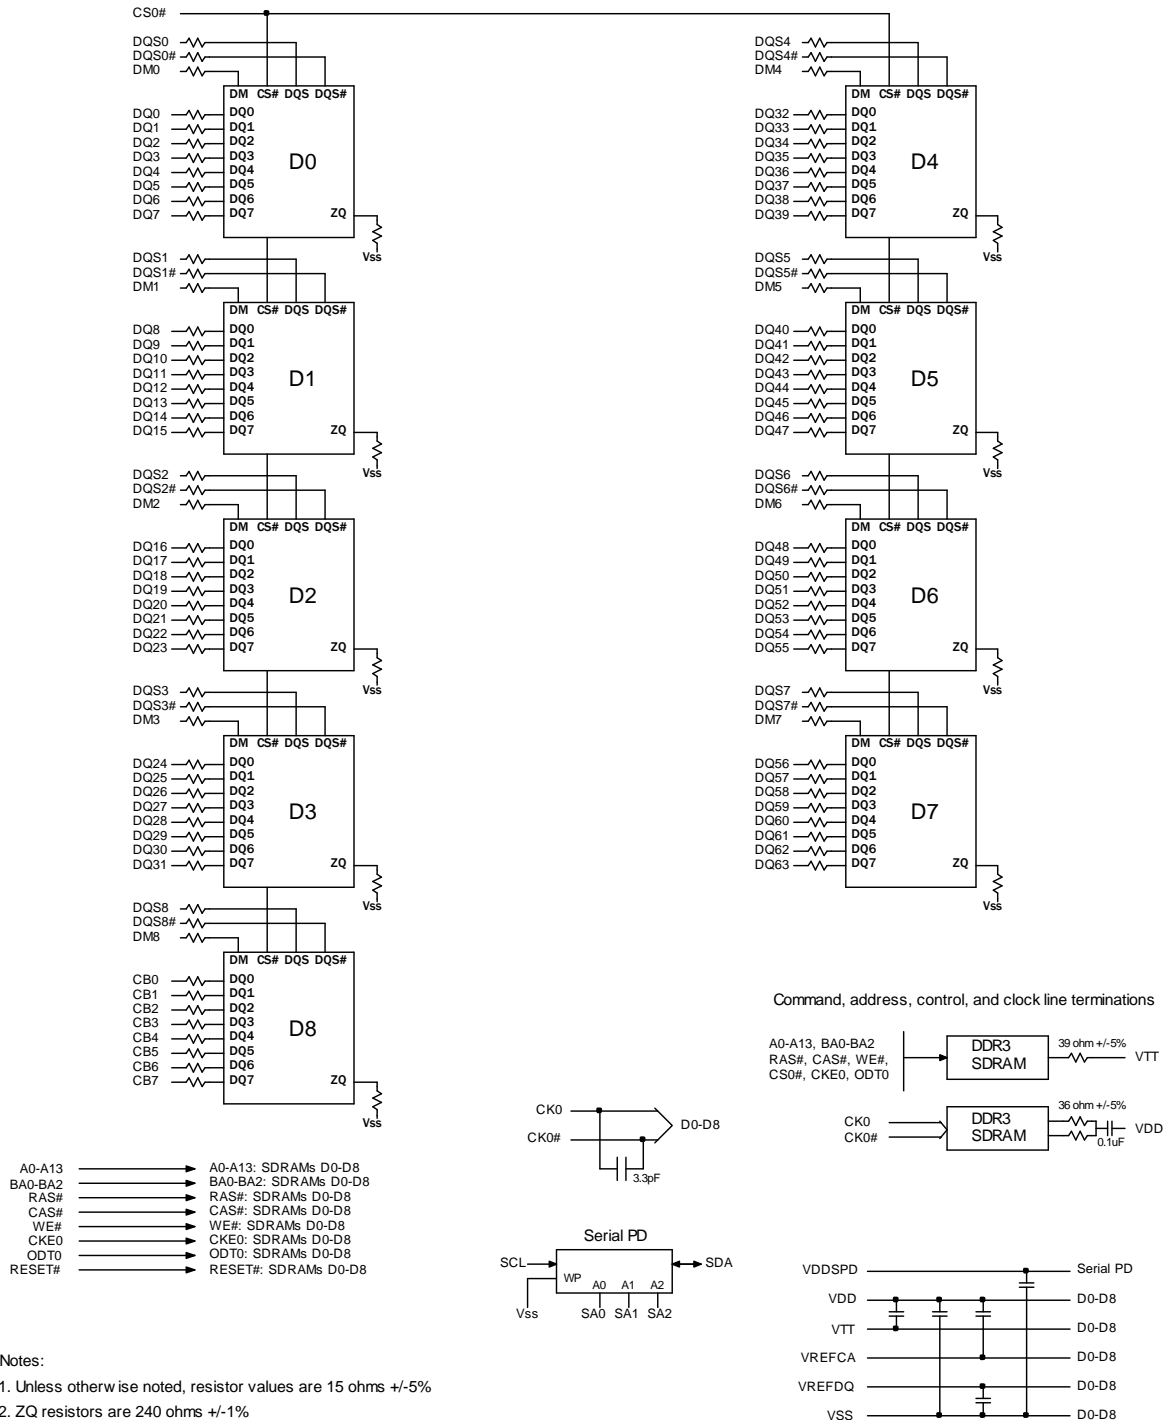 CS0#
DQS0
DQS0#
DM0
DM CS# DQS DQS#
DQ0 DQ0
DQ1 DQ1
DQ2 DQ2
DQ3 DQ3
DQ4 DQ4
DQ5 DQ5
DQ6 DQ6
DQ7 DQ7
D0
ZQ
Vss
DQS1
DQS1#
DM1
DM CS# DQS DQS#
DQ8 DQ0
DQ9 DQ1
DQ10 DQ2
DQ11 DQ3
DQ12 DQ4
DQ13 DQ5
DQ14 DQ6
DQ15 DQ7
D1
ZQ
Vss
DQS2
DQS2#
DM2
DM CS# DQS DQS#
DQ16 DQ0
DQ17 DQ1
DQ18 DQ2
DQ19 DQ3
DQ20 DQ4
DQ21 DQ5
DQ22 DQ6
DQ23 DQ7
D2
ZQ
Vss
DQS3
DQS3#
DM3
DM CS# DQS DQS#
DQ24 DQ0
DQ25 DQ1
DQ26 DQ2
DQ27 DQ3
DQ28 DQ4
DQ29 DQ5
DQ30 DQ6
DQ31 DQ7
D3
ZQ
Vss
DQS8
DQS8#
DM8
DM CS# DQS DQS#
CB0 DQ0
CB1 DQ1
CB2 DQ2
CB3 DQ3
CB4 DQ4
CB5 DQ5
CB6 DQ6
CB7 DQ7
D8
ZQ
Vss
DQS4
DQS4#
DM4
DM CS# DQS DQS#
DQ32 DQ0
DQ33 DQ1
DQ34 DQ2
DQ35 DQ3
DQ36 DQ4
DQ37 DQ5
DQ38 DQ6
DQ39 DQ7
D4
ZQ
Vss
DQS5
DQS5#
DM5
DM CS# DQS DQS#
DQ40 DQ0
DQ41 DQ1
DQ42 DQ2
DQ43 DQ3
DQ44 DQ4
DQ45 DQ5
DQ46 DQ6
DQ47 DQ7
D5
ZQ
Vss
DQS6
DQS6#
DM6
DM CS# DQS DQS#
DQ48 DQ0
DQ49 DQ1
DQ50 DQ2
DQ51 DQ3
DQ52 DQ4
DQ53 DQ5
DQ54 DQ6
DQ55 DQ7
D6
ZQ
Vss
DQS7
DQS7#
DM7
DM CS# DQS DQS#
DQ56 DQ0
DQ57 DQ1
DQ58 DQ2
DQ59 DQ3
DQ60 DQ4
DQ61 DQ5
DQ62 DQ6
DQ63 DQ7
D7
ZQ
Vss
Command, address, control, and clock line terminations
A0-A13, BA0-BA2
RAS#, CAS#, WE#,
CS0#, CKE0, ODT0
DDR3
SDRAM
39 ohm +/-5%
VTT
CK0
CK0#
DDR3
SDRAM
36 ohm +/-5%
0.1uF
VDD
CK0
CK0#
D0-D8
3.3pF
A0-A13 A0-A13: SDRAMs D0-D8
BA0-BA2 BA0-BA2: SDRAMs D0-D8
RAS# RAS#: SDRAMs D0-D8
CAS# CAS#: SDRAMs D0-D8
WE# WE#: SDRAMs D0-D8
CKE0 CKE0: SDRAMs D0-D8
ODT0 ODT0: SDRAMs D0-D8
RESET# RESET#: SDRAMs D0-D8
Serial PD
SCL
SDA
WP A0 A1 A2
Vss SA0 SA1 SA2
VDDSPD Serial PD
VDD D0-D8
VTT D0-D8
VREFCA D0-D8
VREFDQ D0-D8
VSS D0-D8
Notes:
1. Unless otherwise noted, resistor values are 15 ohms +/-5%
2. ZQ resistors are 240 ohms +/-1%